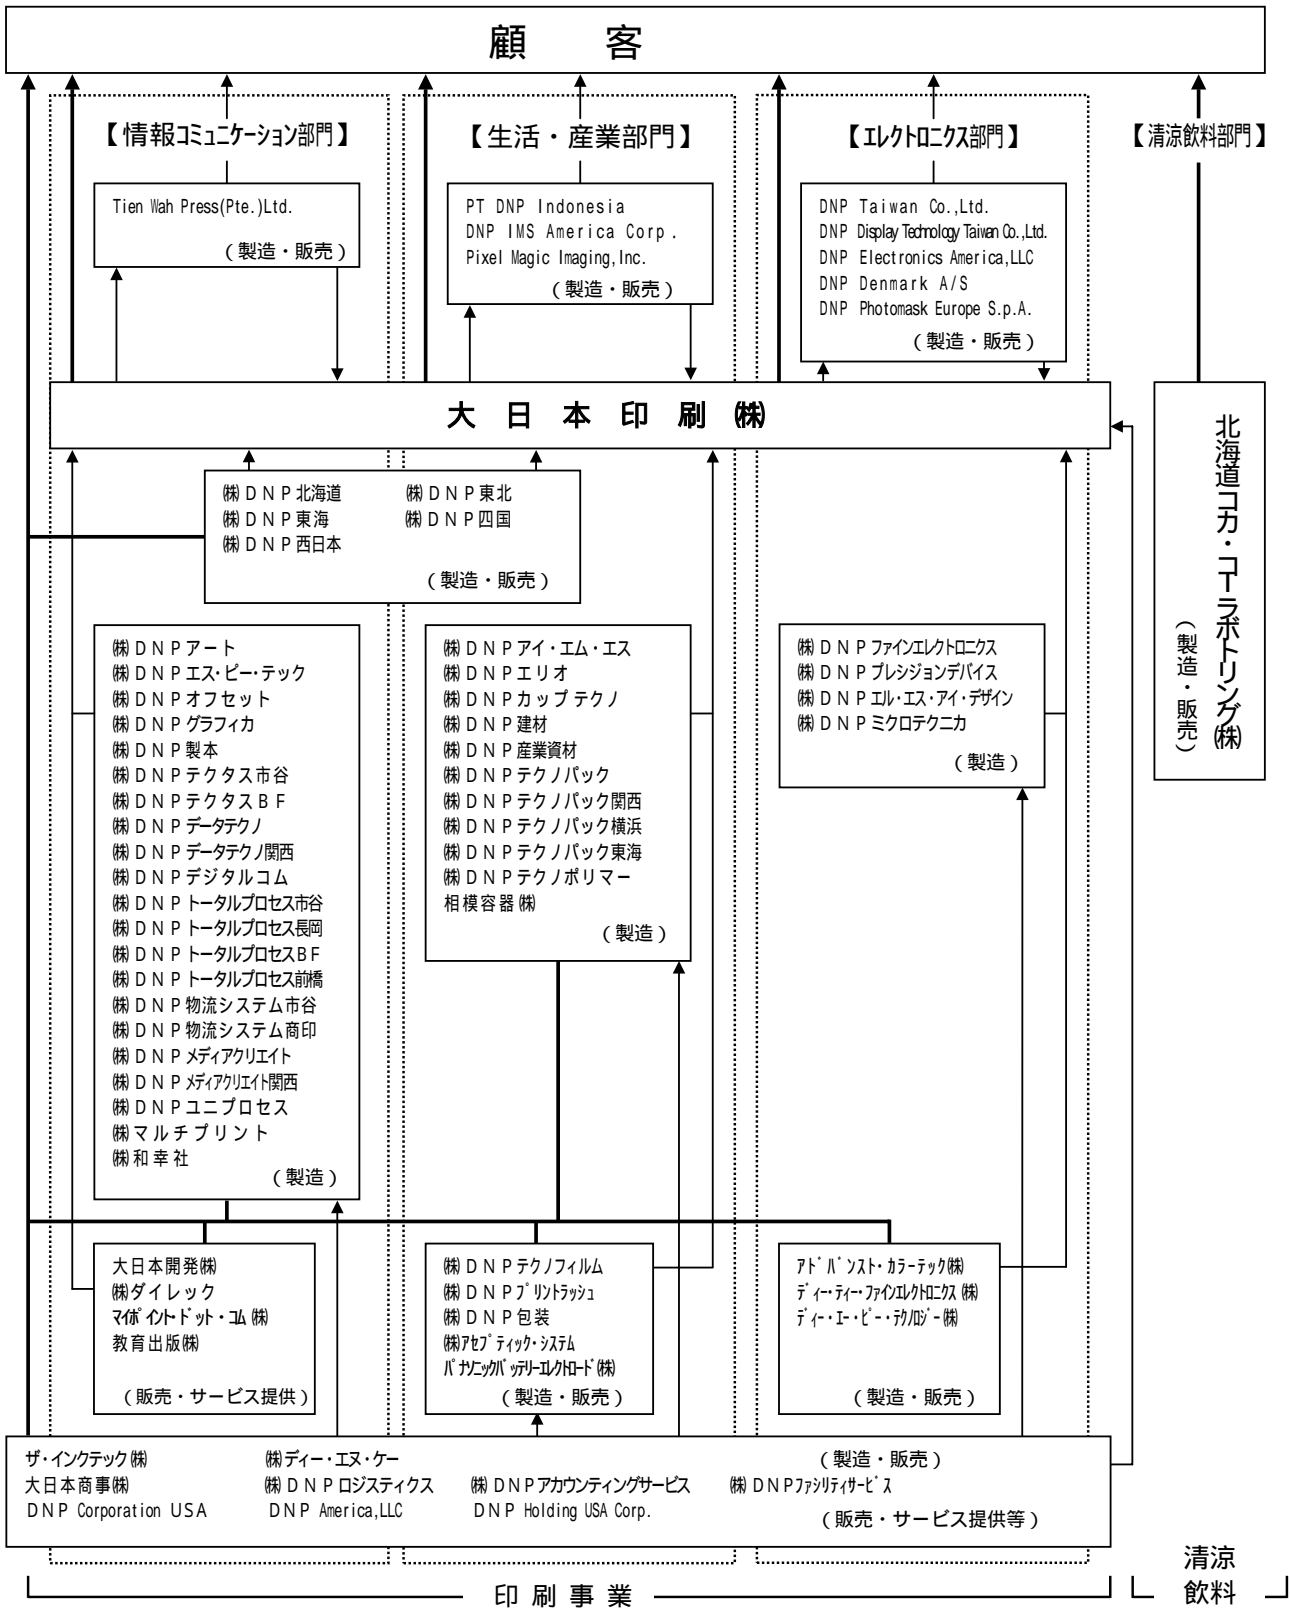 顧　客
【情報コミュニケーション部門】
Tien Wah Press(Pte.)Ltd.
（製造・販売）
【生活・産業部門】
PT DNP Indonesia
DNP IMS America Corp.
Pixel Magic Imaging,Inc.
（製造・販売）
【エレクトロニクス部門】
DNP Taiwan Co.,Ltd.
DNP Display Technology Taiwan Co.,Ltd.
DNP Electronics America,LLC
DNP Denmark A/S
DNP Photomask Europe S.p.A.
（製造・販売）
【清涼飲料部門】
大日本印刷㈱
北海道コカ・コーラボトリング㈱
（製造・販売）
㈱ＤＮＰ北海道　㈱ＤＮＰ東北
㈱ＤＮＰ東海　㈱ＤＮＰ四国
㈱ＤＮＰ西日本
（製造・販売）
㈱ＤＮＰアート
㈱ＤＮＰエス・ピー・テック
㈱ＤＮＰオフセット
㈱ＤＮＰグラフィカ
㈱ＤＮＰ製本
㈱ＤＮＰテクタス市谷
㈱ＤＮＰテクタスＢＦ
㈱ＤＮＰデータテクノ
㈱ＤＮＰデータテクノ関西
㈱ＤＮＰデジタルコム
㈱ＤＮＰトータルプロセス市谷
㈱ＤＮＰトータルプロセス長岡
㈱ＤＮＰトータルプロセスＢＦ
㈱ＤＮＰトータルプロセス前橋
㈱ＤＮＰ物流システム市谷
㈱ＤＮＰ物流システム商印
㈱ＤＮＰメディアクリエイト
㈱ＤＮＰメディアクリエイト関西
㈱ＤＮＰユニプロセス
㈱マルチプリント
㈱和幸社
（製造）
㈱ＤＮＰアイ・エム・エス
㈱ＤＮＰエリオ
㈱ＤＮＰカップテクノ
㈱ＤＮＰ建材
㈱ＤＮＰ産業資材
㈱ＤＮＰテクノパック
㈱ＤＮＰテクノパック関西
㈱ＤＮＰテクノパック横浜
㈱ＤＮＰテクノパック東海
㈱ＤＮＰテクノポリマー
相模容器㈱
（製造）
㈱ＤＮＰファインエレクトロニクス
㈱ＤＮＰプレシジョンデバイス
㈱ＤＮＰエル・エス・アイ・デザイン
㈱ＤＮＰミクロテクニカ
（製造）
大日本開発㈱
㈱ダイレック
マイポイント・ドット・コム㈱
教育出版㈱
（販売・サービス提供）
㈱ＤＮＰテクノフィルム
㈱ＤＮＰプリントラッシュ
㈱ＤＮＰ包装
㈱アセプティック・システム
パナソニックバッテリーエレクトロード㈱
（製造・販売）
アドバンスト・カラーテック㈱
ディー・ティー・ファインエレクトロニクス㈱
ディー・エー・ピー・テクノロジー㈱
（製造・販売）
ザ・インクテック㈱　㈱ディー・エヌ・ケー　（製造・販売）
大日本商事㈱　㈱ＤＮＰロジスティクス　㈱ＤＮＰアカウンティングサービス　㈱ＤＮＰファシリティサービス
DNP Corporation USA　DNP America,LLC　DNP Holding USA Corp.
（販売・サービス提供等）
印刷事業
清涼
飲料